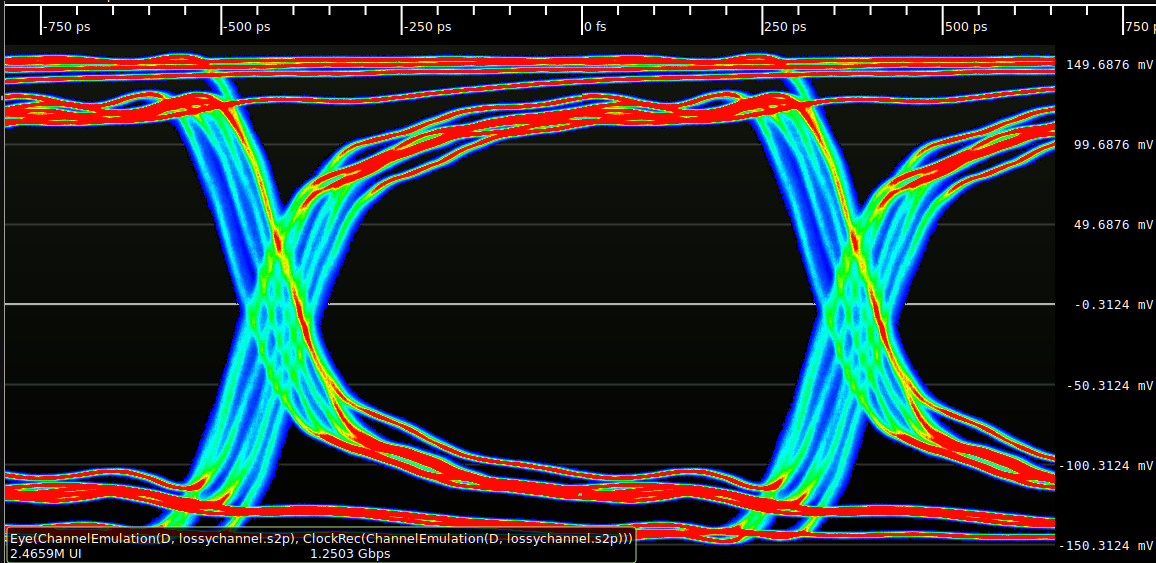 -750 ps -500 ps -250 ps 0 fs 250 ps 500 ps 750 p
149.6876 mV
99.6876 mV
49.6876 mV
-0.3124 mV
-50.3124 mV
-100.3124 mV
-150.3124 mV
Eye(ChannelEmulation(D, lossychannel.s2p), ClockRec(ChannelEmulation(D, lossychannel.s2p)))
2.4659M UI 1.2503 Gbps